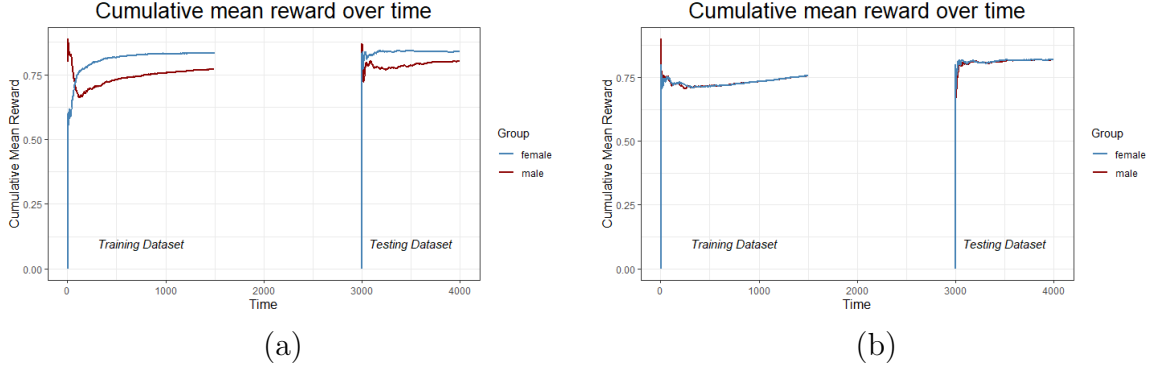 Cumulative mean reward over time
Cumulative Mean Reward
0.75
0.50
0.25
0.00
Training Dataset
Testing Dataset
0
1000
2000
3000
4000
Time
Group
female
male
(a)
Cumulative mean reward over time
Cumulative Mean Reward
0.75
0.50
0.25
0.00
Training Dataset
Testing Dataset
0
1000
2000
3000
4000
Time
Group
female
male
(b)